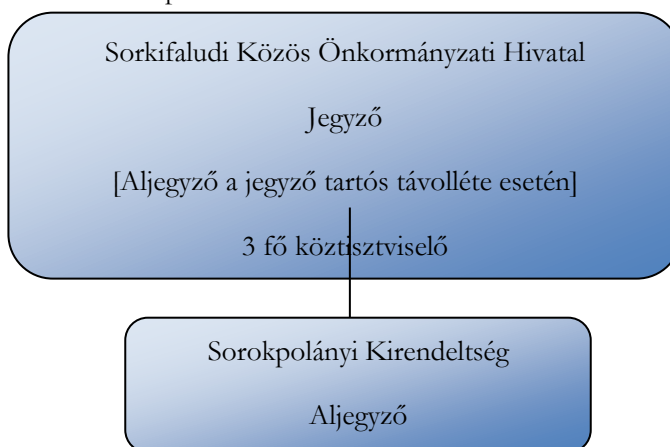 Sorkifaludi Közös Önkormányzati Hivatal
Jegyző
[Aljegyző a jegyző tartós távolléte esetén]
3 fő köztisztviselő
Sorokpolányi Kirendeltség
Aljegyző